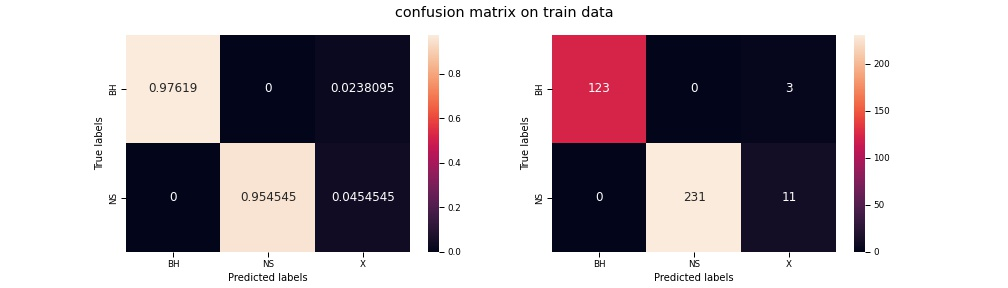 confusion matrix on train data
BH
NS
True labels
0.97619 0 0.0238095
0 0.954545 0.0454545
BH NS X
Predicted labels
0.8
0.6
0.4
0.2
0.0
BH
NS
True labels
123 0 3
0 231 11
BH NS X
Predicted labels
200
150
100
50
0